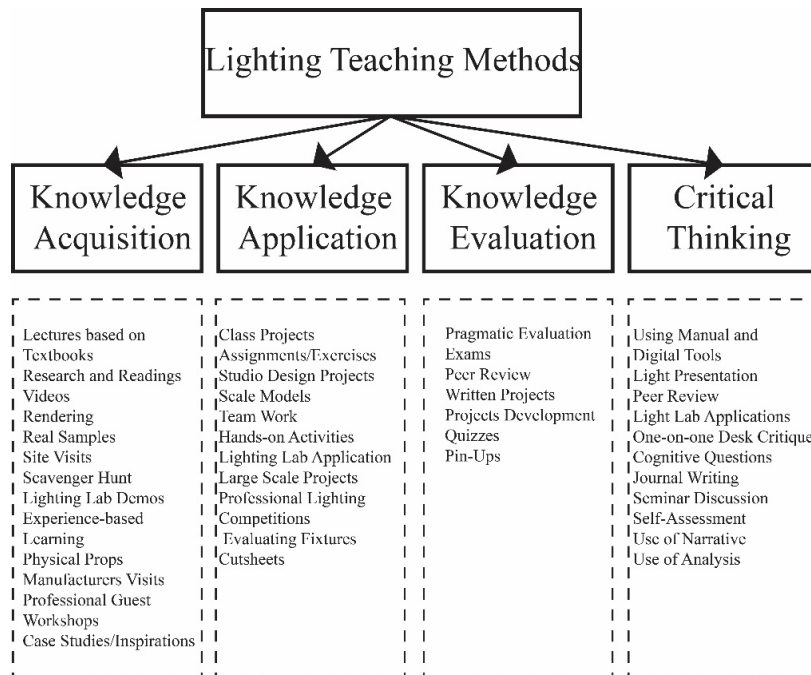 Lighting Teaching Methods
Knowledge
Acquisition
Knowledge
Application
Knowledge
Evaluation
Critical
Thinking
Lectures based on
Textbooks
Research and Readings
Videos
Rendering
Real Samples
Site Visits
Scavenger Hunt
Lighting Lab Demos
Experience-based
Learning
Physical Props
Manufacturers Visits
Professional Guest
Workshops
Case Studies/Inspirations
Class Projects
Assignments/Exercises
Studio Design Projects
Scale Models
Team Work
Hands-on Activities
Lighting Lab Application
Large Scale Projects
Professional Lighting
Competitions
Evaluating Fixtures
Cutsheets
Pragmatic Evaluation
Exams
Peer Review
Written Projects
Projects Development
Quizzes
Pin-Ups
Using Manual and
Digital Tools
Light Presentation
Peer Review
Light Lab Applications
One-on-one Desk Critique
Cognitive Questions
Journal Writing
Seminar Discussion
Self-Assessment
Use of Narrative
Use of Analysis